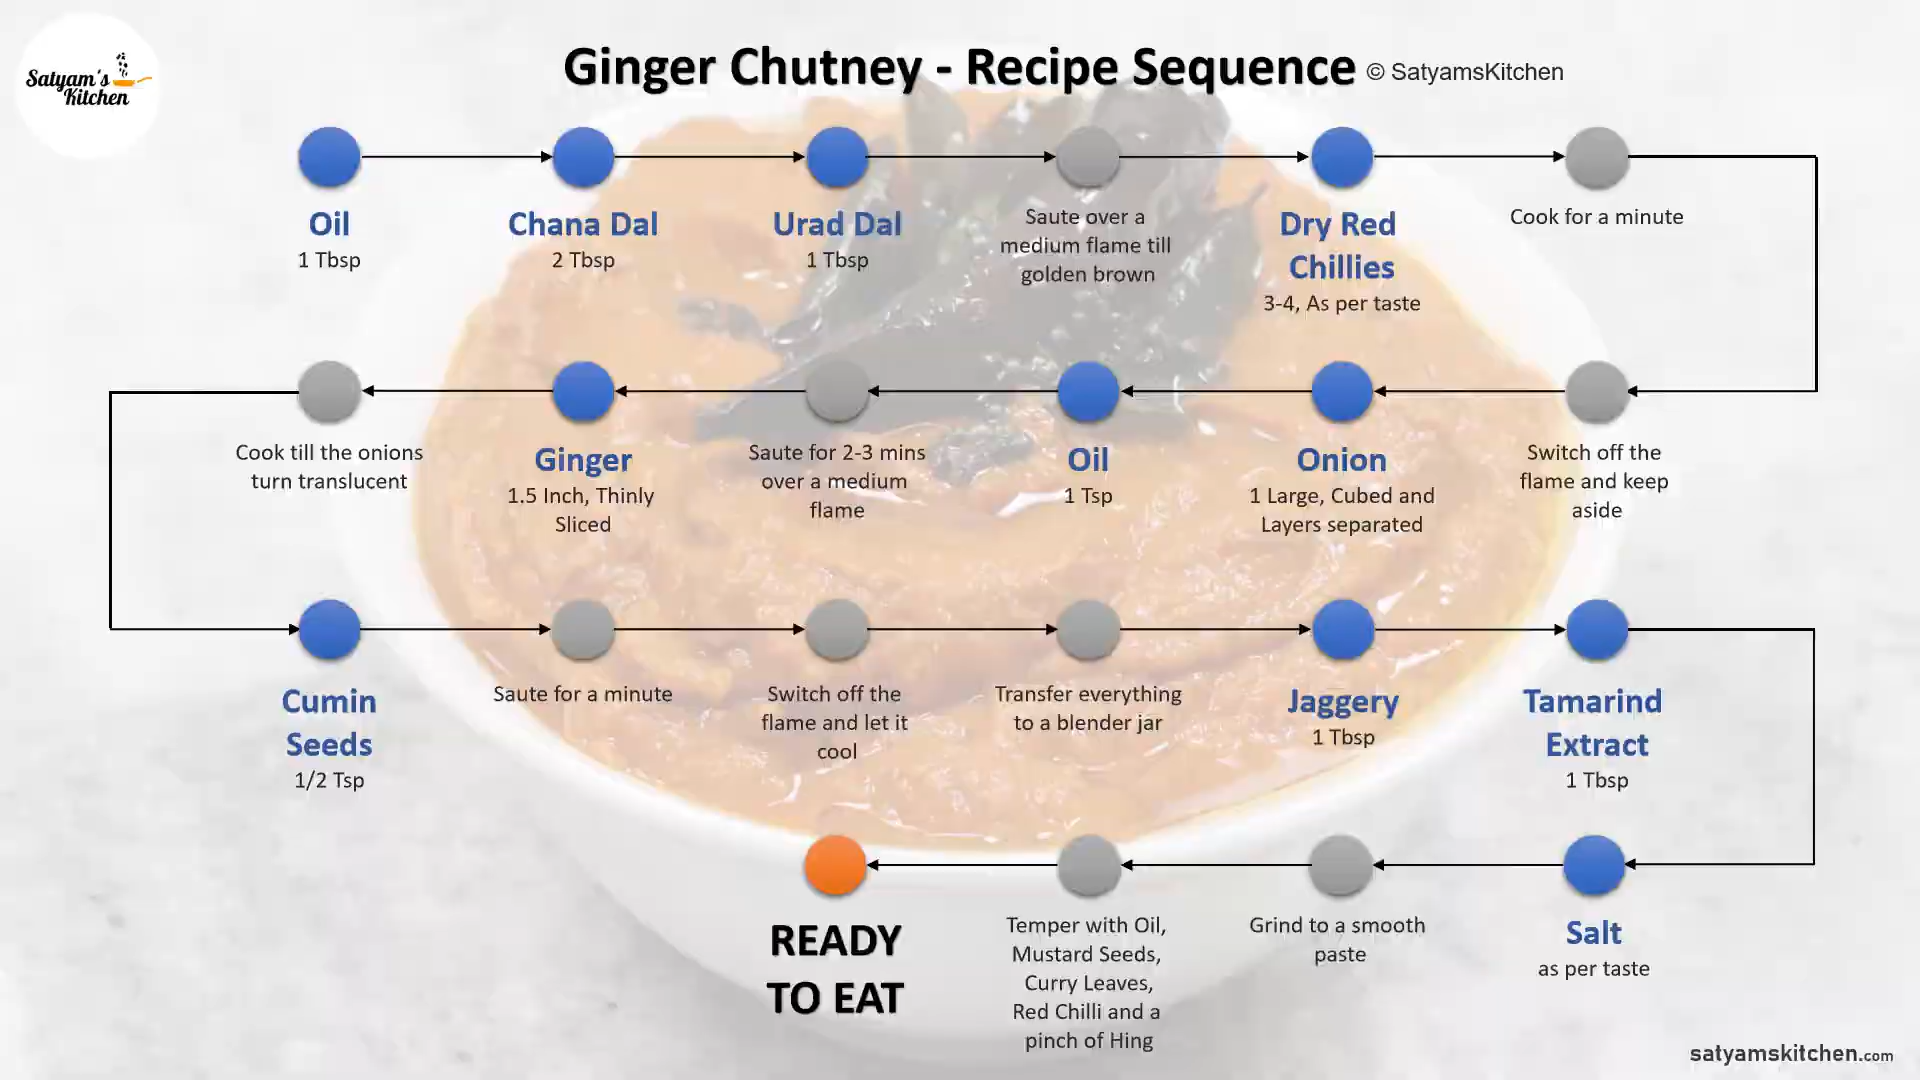 Satyam's
Kitchen
Ginger Chutney - Recipe Sequence © SatyamsKitchen
Oil
1 Tbsp
Chana Dal
2 Tbsp
Urad Dal
1 Tbsp
Saute over a
medium flame till
golden brown
Dry Red
Chillies
3-4, As per taste
Cook for a minute
Switch off the
flame and keep
aside
Onion
1 Large, Cubed and
Layers separated
Oil
1 Tsp
Saute for 2-3 mins
over a medium
flame
Ginger
1.5 Inch, Thinly
Sliced
Cook till the onions
turn translucent
Cumin
Seeds
1/2 Tsp
Saute for a minute
Switch off the
flame and let it
cool
Transfer everything
to a blender jar
Jaggery
1 Tbsp
Tamarind
Extract
1 Tbsp
Salt
as per taste
Grind to a smooth
paste
Temper with Oil,
Mustard Seeds,
Curry Leaves,
Red Chilli and a
pinch of Hing
READY
TO EAT
satyamskitchen.com